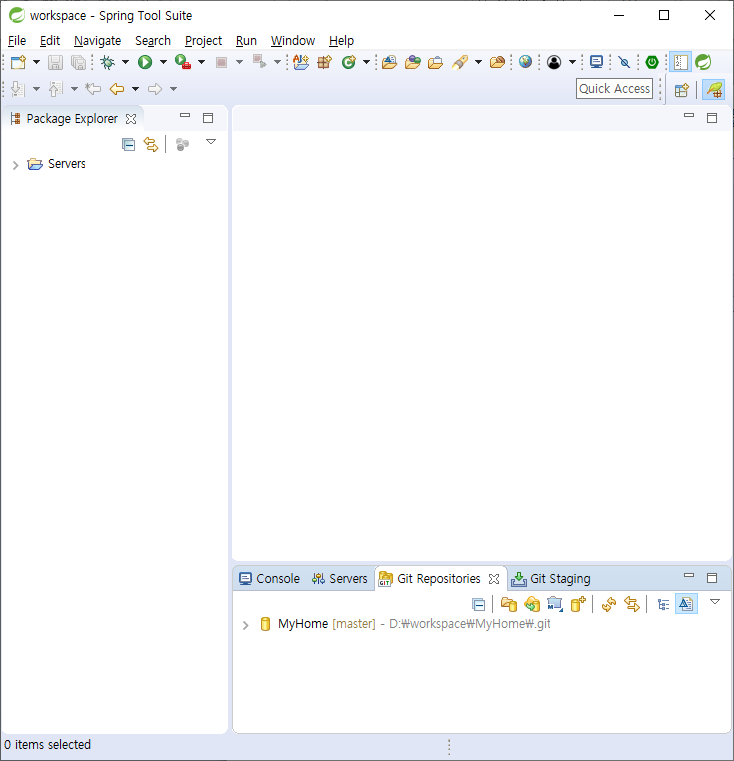 workspace - Spring Tool Suite
File Edit Navigate Search Project Run Window Help
Quick Access
Package Explorer
Servers
Console Servers Git Repositories Git Staging
MyHome [master] - D:₩workspace₩MyHome₩.git
0 items selected